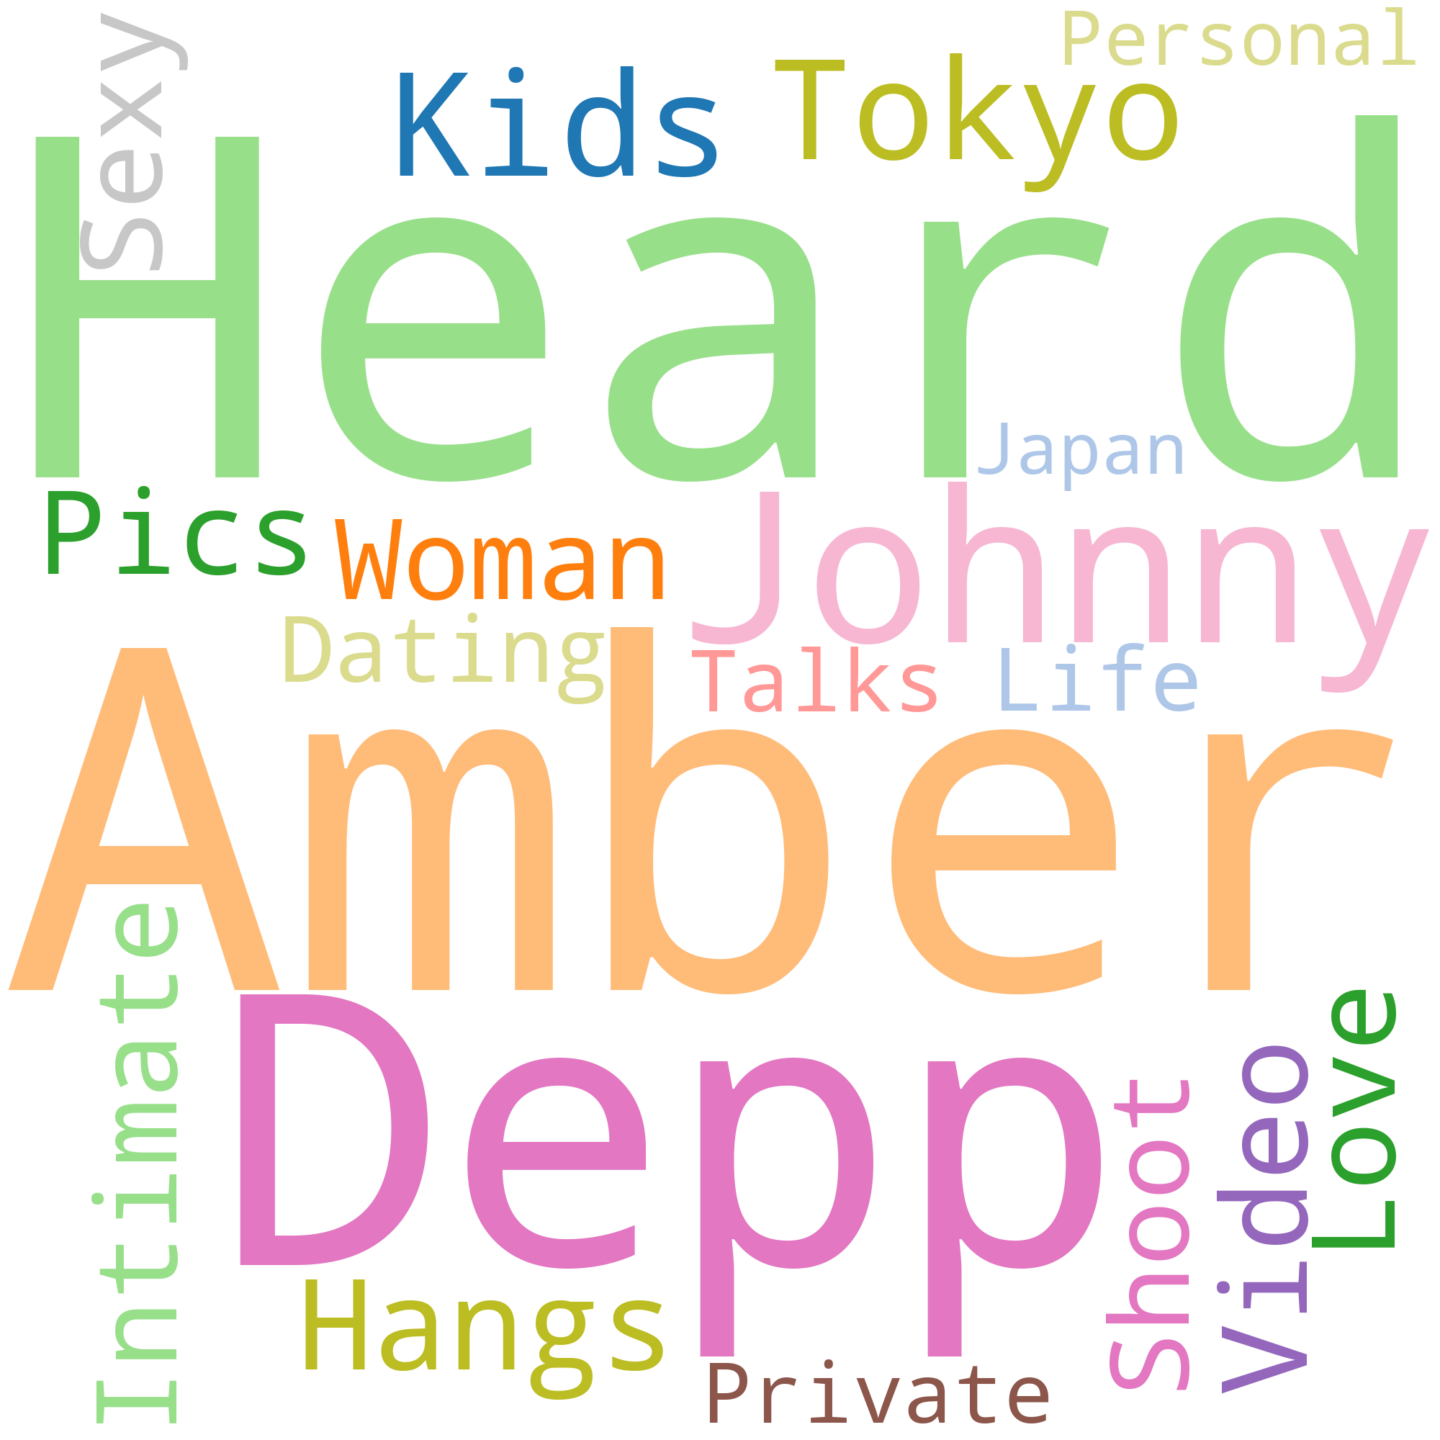 Personal
Sexy
Kids
Tokyo
Heard
Japan
Pics
Woman
Johnny
Dating
Talks
Life
Amber
Intimate
Depp
Love
Video
Shoot
Hangs
Private